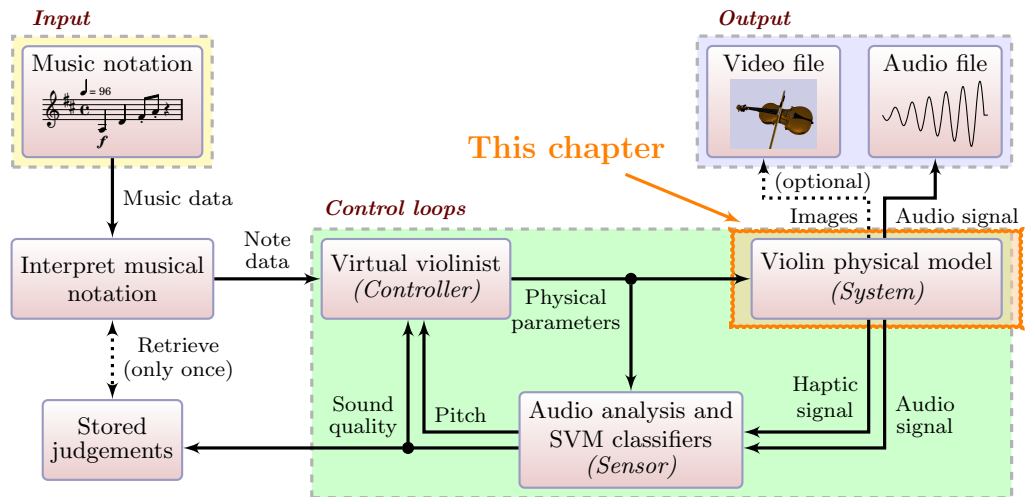 Input
Output
Music notation
= 96
f
Video file
Audio file
This chapter
Music data
(optional)
Images
Audio signal
Control loops
Interpret musical
notation
Note
data
Virtual violinist
(Controller)
Physical
parameters
Violin physical model
(System)
Retrieve
(only once)
Stored
judgements
Sound
quality
Pitch
Audio analysis and
SVM classifiers
(Sensor)
Haptic
signal
Audio
signal